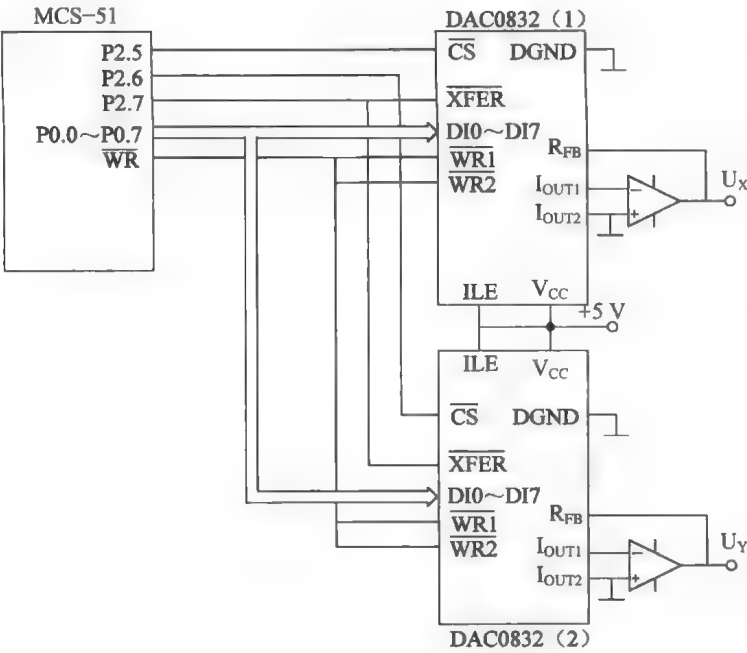 MCS-51
P2.5
P2.6
P2.7
P0.0～P0.7
WR
DAC0832（1）
CS DGND
XFER
DI0～DI7
WR1
WR2
RFB
IOUT1
IOUT2
UX
ILE VCC
+5 V
ILE VCC
CS DGND
XFER
DI0～DI7
WR1
WR2
RFB
IOUT1
IOUT2
UY
DAC0832（2）
- +
- +